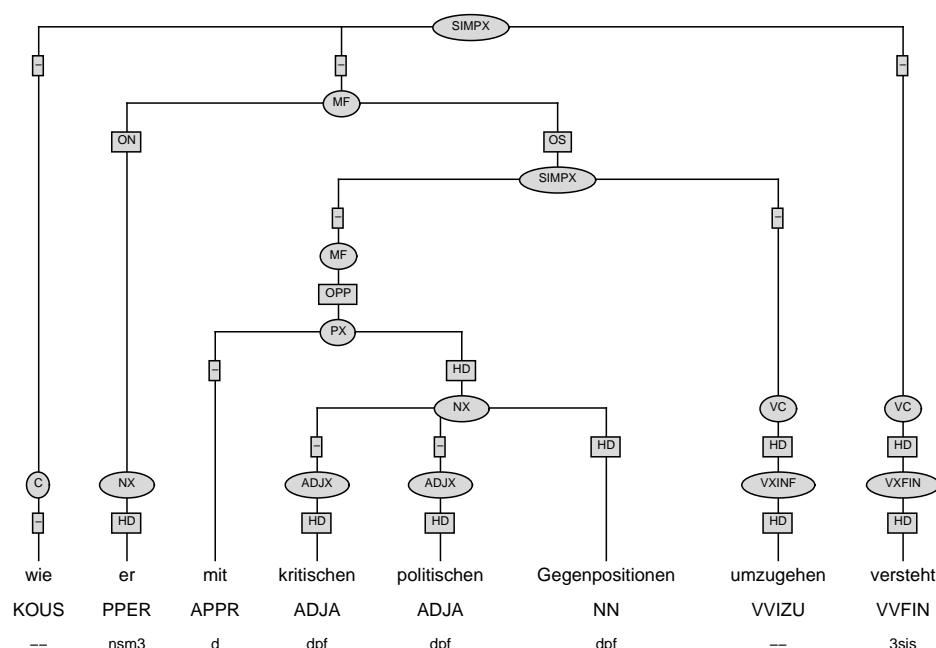 SIMPX
– – –
MF
ON OS
SIMPX
– –
MF
OPP
PX
– HD
NX VC VC
– – HD HD HD
C NX ADJX ADJX VXINF VXFIN
– HD HD HD HD HD
wie er mit kritischen politischen Gegenpositionen umzugehen versteht
KOUS PPER APPR ADJA ADJA NN VVIZU VVFIN
−− nsm3 d dpf dpf dpf −− 3sis